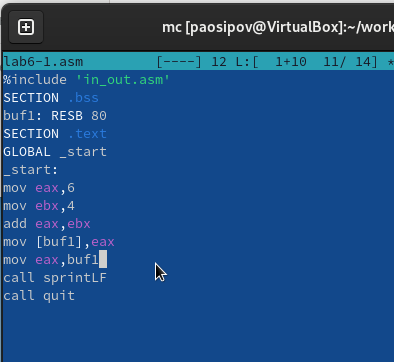 mc [paosipov@VirtualBox]:~/work
lab6-1.asm [----] 12 L:[ 1+10 11/ 14] *
%include 'in_out.asm'
SECTION .bss
buf1: RESB 80
SECTION .text
GLOBAL _start
_start:
mov eax,6
mov ebx,4
add eax,ebx
mov [buf1],eax
mov eax,buf1
call sprintLF
call quit